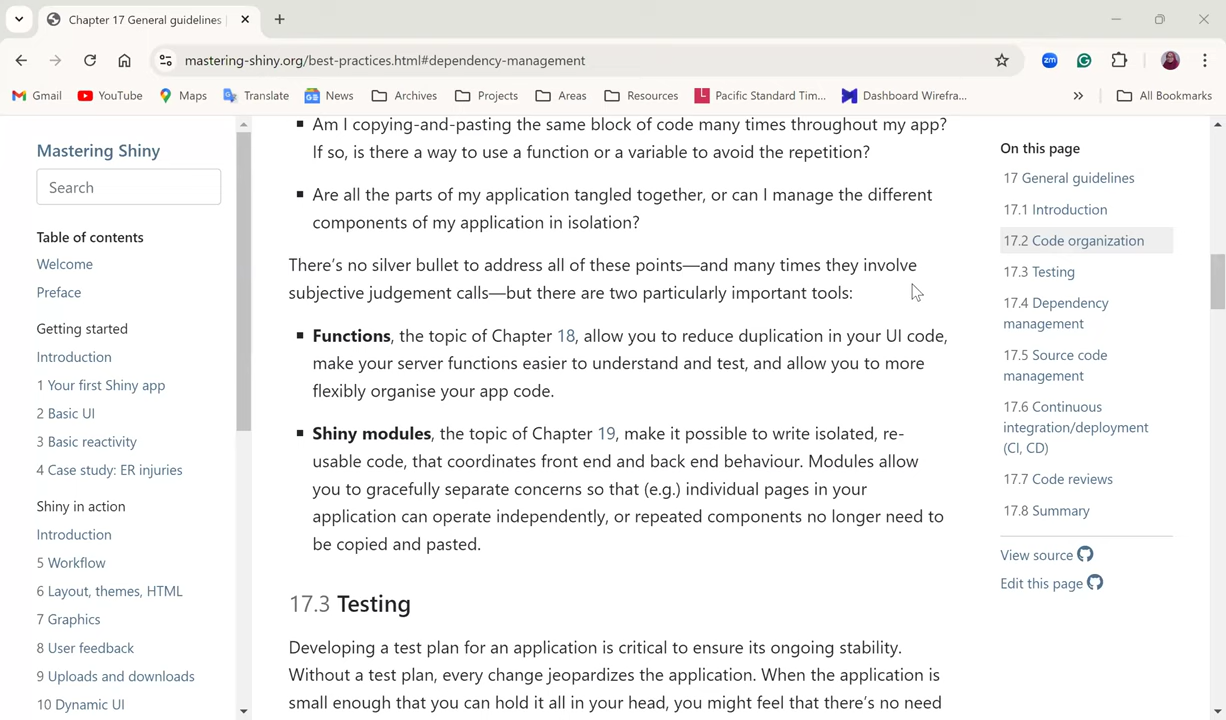 Chapter 17 General guidelines
mastering-shiny.org/best-practices.html#dependency-management
zm
Gmail
YouTube
Maps
Translate
News
Archives
Projects
Areas
Resources
Pacific Standard Tim...
Dashboard Wirefra...
»
All Bookmarks
Mastering Shiny
Search
Table of contents
Welcome
Preface
Getting started
Introduction
1 Your first Shiny app
2 Basic UI
3 Basic reactivity
4 Case study: ER injuries
Shiny in action
Introduction
5 Workflow
6 Layout, themes, HTML
7 Graphics
8 User feedback
9 Uploads and downloads
10 Dynamic UI
▪ Am I copying-and-pasting the same block of code many times throughout my app?
If so, is there a way to use a function or a variable to avoid the repetition?
▪ Are all the parts of my application tangled together, or can I manage the different
components of my application in isolation?
There's no silver bullet to address all of these points—and many times they involve
subjective judgement calls—but there are two particularly important tools:
▪ Functions, the topic of Chapter 18, allow you to reduce duplication in your UI code,
make your server functions easier to understand and test, and allow you to more
flexibly organise your app code.
▪ Shiny modules, the topic of Chapter 19, make it possible to write isolated, re-
usable code, that coordinates front end and back end behaviour. Modules allow
you to gracefully separate concerns so that (e.g.) individual pages in your
application can operate independently, or repeated components no longer need to
be copied and pasted.
17.3 Testing
Developing a test plan for an application is critical to ensure its ongoing stability.
Without a test plan, every change jeopardizes the application. When the application is
small enough that you can hold it all in your head, you might feel that there's no need
On this page
17 General guidelines
17.1 Introduction
17.2 Code organization
17.3 Testing
17.4 Dependency
management
17.5 Source code
management
17.6 Continuous
integration/deployment
(CI, CD)
17.7 Code reviews
17.8 Summary
View source
Edit this page